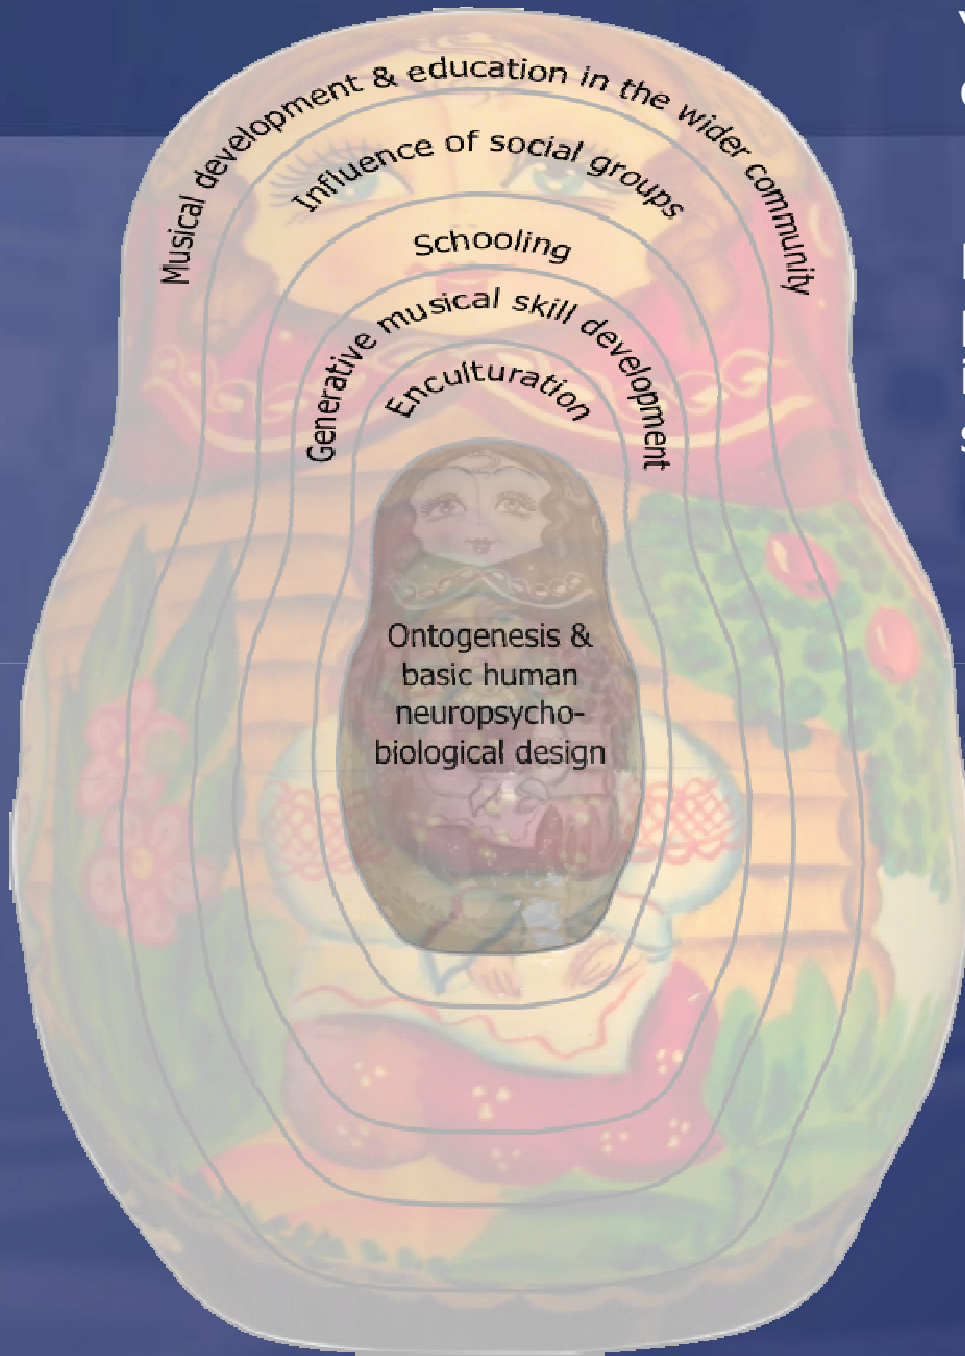 Musical development & education in the wider community
Influence of social groups
Schooling
Generative musical skill development
Enculturation
Ontogenesis &
basic human
neuropsycho-
biological design